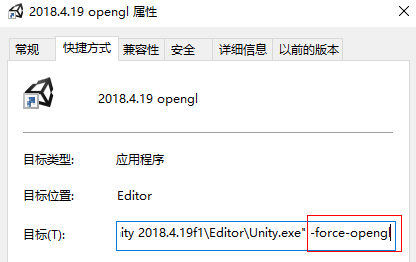 2018.4.19 opengl 属性
常规 快捷方式 兼容性 安全 详细信息 以前的版本
2018.4.19 opengl
目标类型: 应用程序
目标位置: Editor
目标(T): ity 2018.4.19f1\Editor\Unity.exe" -force-opengl